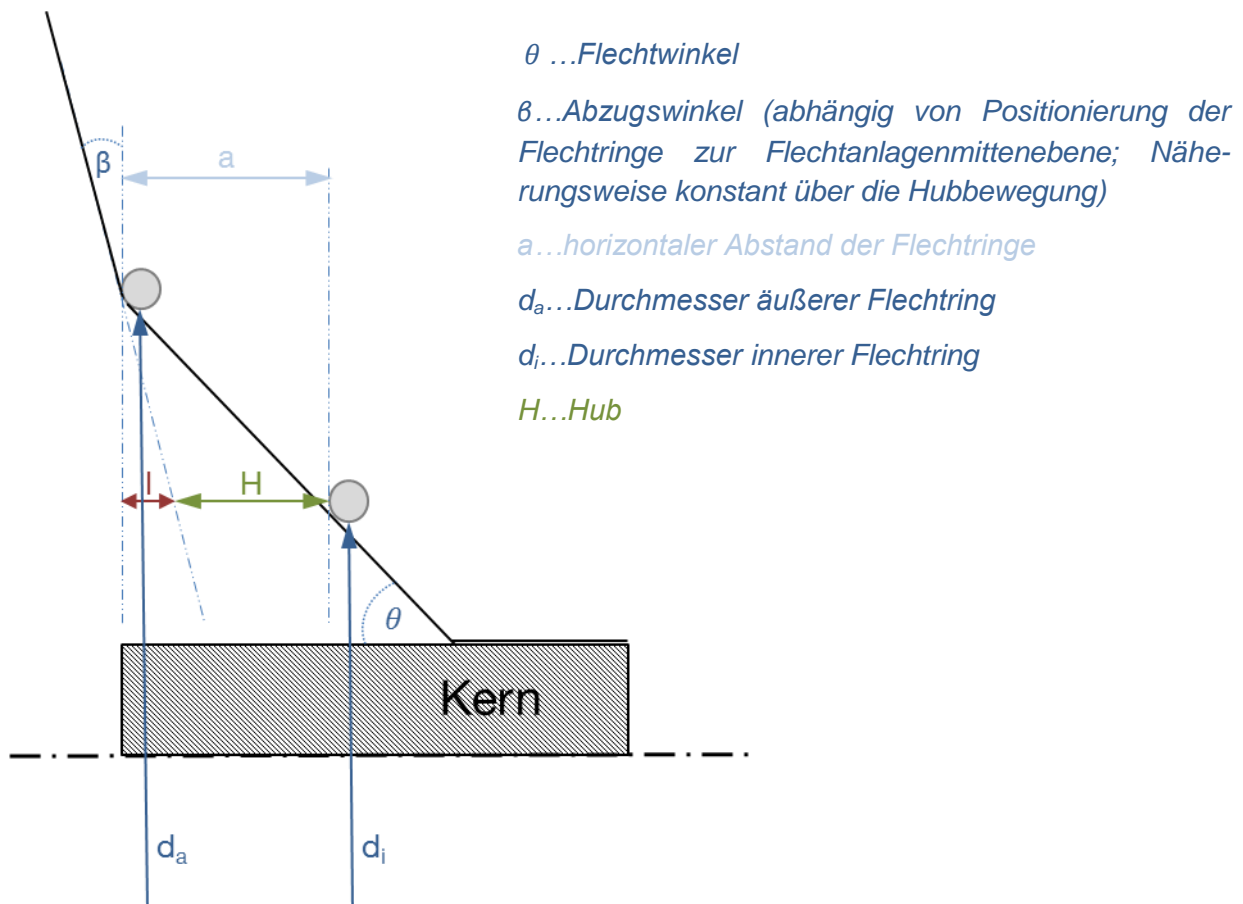 θ …Flechtwinkel
β…Abzugswinkel (abhängig von Positionierung der
Flechtringe zur Flechtanlagenmittenebene; Nähe-
rungsweise konstant über die Hubbewegung)
a…horizontaler Abstand der Flechtringe
dₐ…Durchmesser äußerer Flechtring
dᵢ…Durchmesser innerer Flechtring
H…Hub
β
a
l
H
θ
Kern
dₐ
dᵢ